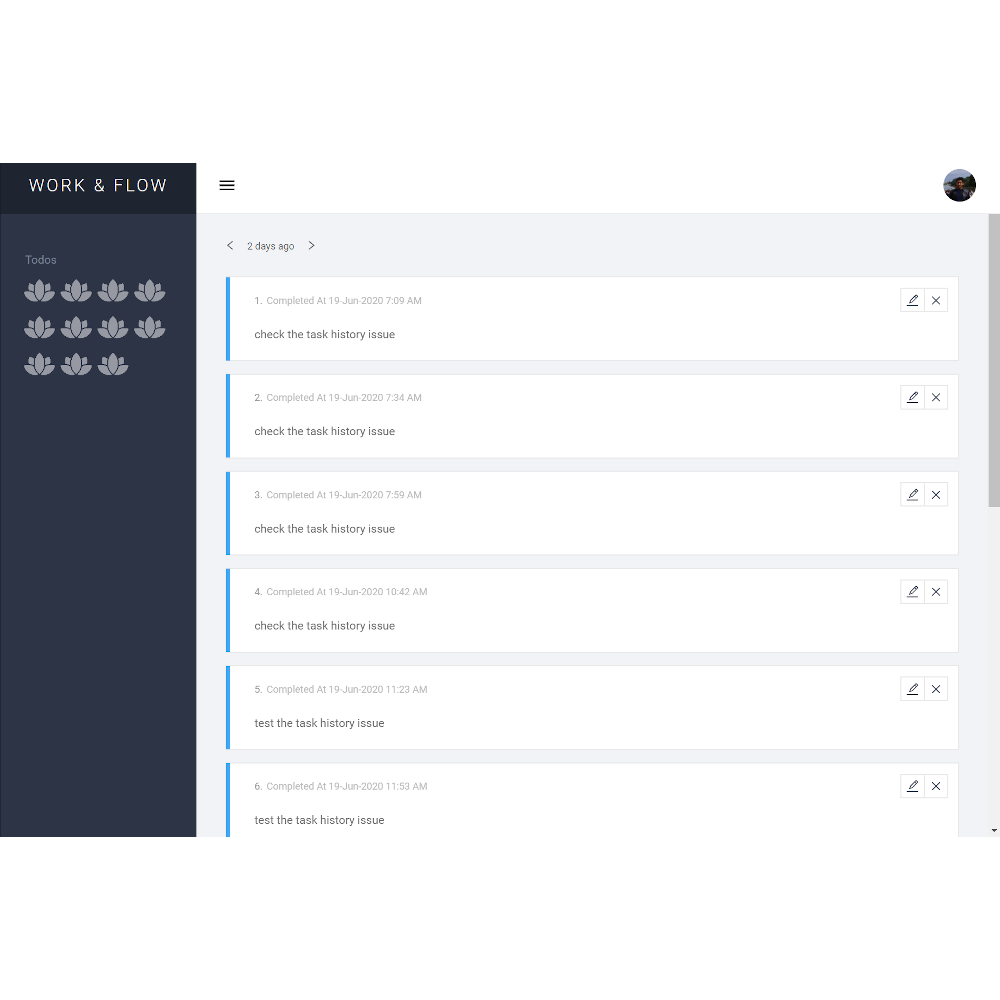 WORK & FLOW
Todos
2 days ago
1. Completed At 19-Jun-2020 7:09 AM
check the task history issue
2. Completed At 19-Jun-2020 7:34 AM
check the task history issue
3. Completed At 19-Jun-2020 7:59 AM
check the task history issue
4. Completed At 19-Jun-2020 10:42 AM
check the task history issue
5. Completed At 19-Jun-2020 11:23 AM
test the task history issue
6. Completed At 19-Jun-2020 11:53 AM
test the task history issue